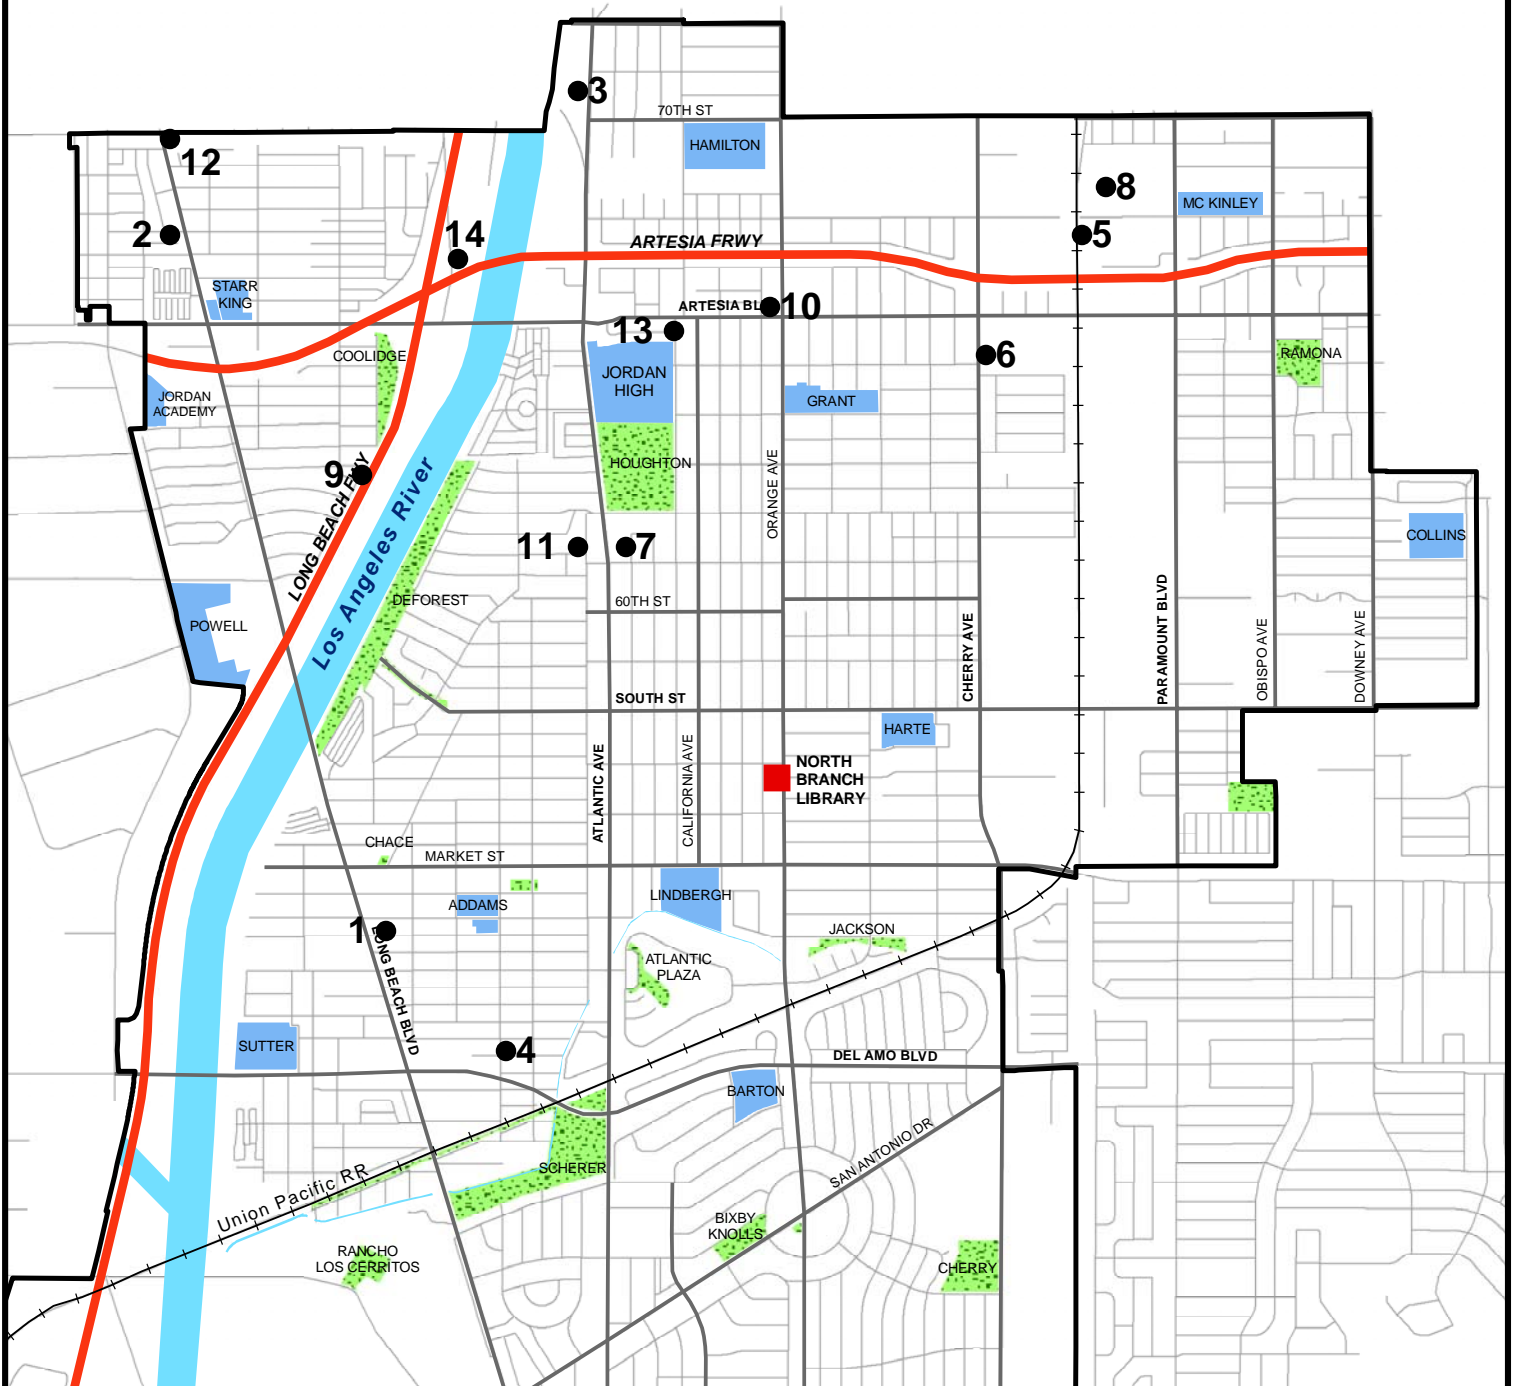 3
70TH ST
HAMILTON
12
8
MC KINLEY
2
14
5
ARTESIA FRWY
STARR
KING
ARTESIA BL
10
13
COOLIDGE
6
RAMONA
JORDAN
HIGH
JORDAN
ACADEMY
GRANT
HOUGHTON
9
LONG BEACH FWY
Los Angeles River
ORANGE AVE
COLLINS
11
7
DEFOREST
60TH ST
POWELL
CHERRY AVE
PARAMOUNT BLVD
OBISPO AVE
DOWNEY AVE
SOUTH ST
HARTE
ATLANTIC AVE
CALIFORNIA AVE
NORTH
BRANCH
LIBRARY
CHACE
MARKET ST
LINDBERGH
ADDAMS
1
LONG BEACH BLVD
JACKSON
ATLANTIC
PLAZA
SUTTER
4
DEL AMO BLVD
BARTON
SAN ANTONIO DR
SCHERER
Union Pacific RR
BIXBY
KNOLLS
RANCHO
LOS CERRITOS
CHERRY